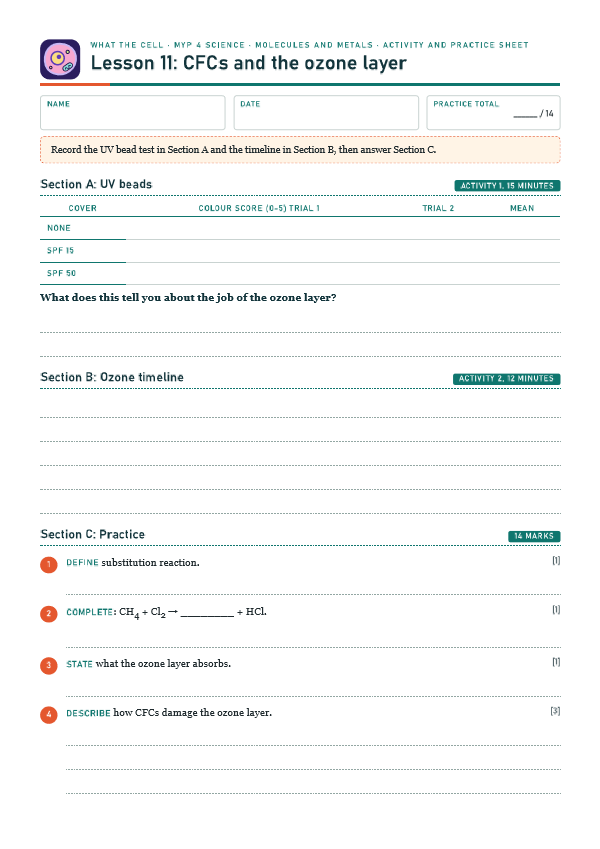 WHAT THE CELL · MYP 4 SCIENCE · MOLECULES AND METALS · ACTIVITY AND PRACTICE SHEET
Lesson 11: CFCs and the ozone layer
NAME DATE PRACTICE TOTAL
_____ / 14
Record the UV bead test in Section A and the timeline in Section B, then answer Section C.
Section A: UV beads ACTIVITY 1, 15 MINUTES
COVER COLOUR SCORE (0–5) TRIAL 1 TRIAL 2 MEAN
NONE
SPF 15
SPF 50
What does this tell you about the job of the ozone layer?
Section B: Ozone timeline ACTIVITY 2, 12 MINUTES
Section C: Practice 14 MARKS
1 DEFINE substitution reaction. [1]
2 COMPLETE: CH₄ + Cl₂ → __________ + HCl. [1]
3 STATE what the ozone layer absorbs. [1]
4 DESCRIBE how CFCs damage the ozone layer. [3]